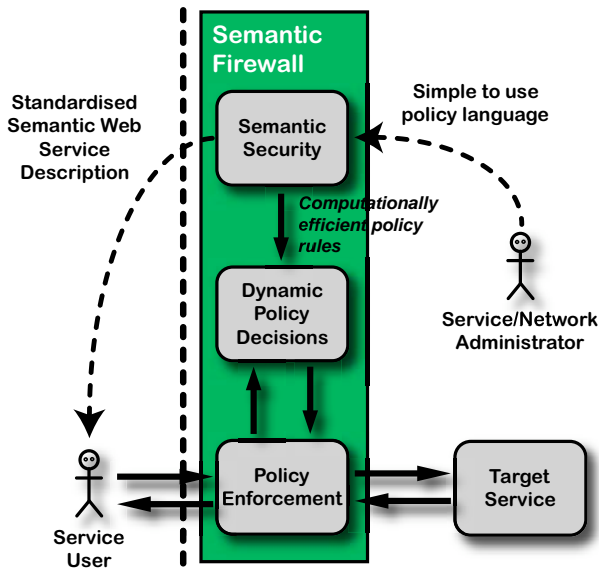 Semantic
Firewall
Standardised
Semantic Web
Service
Description
Simple to use
policy language
Semantic
Security
Computationally
efficient policy
rules
Dynamic
Policy
Decisions
Service/Network
Administrator
Policy
Enforcement
Target
Service
Service
User